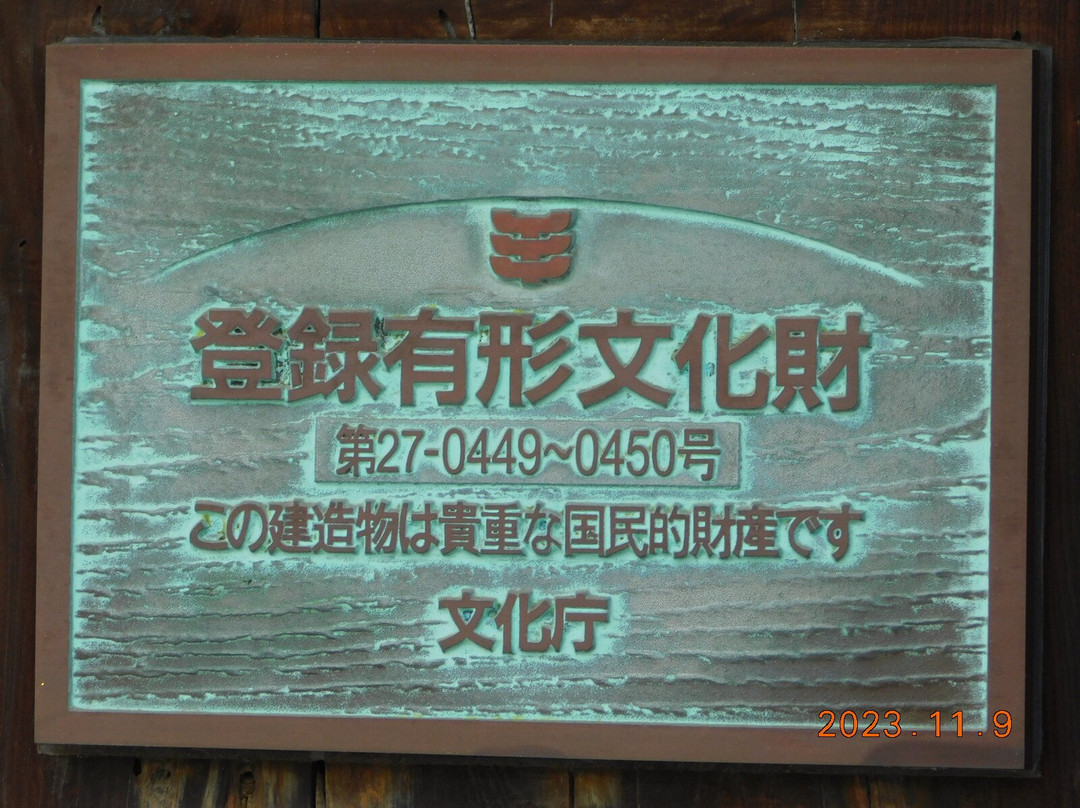 登録有形文化財
第27-0449~0450号
この建造物は貴重な国民的財産です
文化庁
2023.11.9